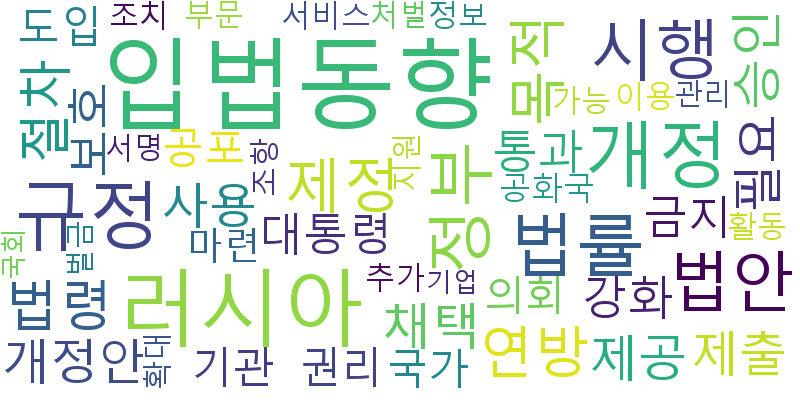 조치
부문
서비스
처벌
정보
도입
입법동향
목적
시행
승인
절차
보호
가능
이용
관리
서명
공포
조항
지원
제정
정부
통과
개정
필요
공화국
규정
사용
마련
대통령
법률
금지
활동
국회
벌금
법안
법령
러시아
추가
기업
채택
의회
강화
개정안
확대
기관
권리
국가
연방
제공
제출